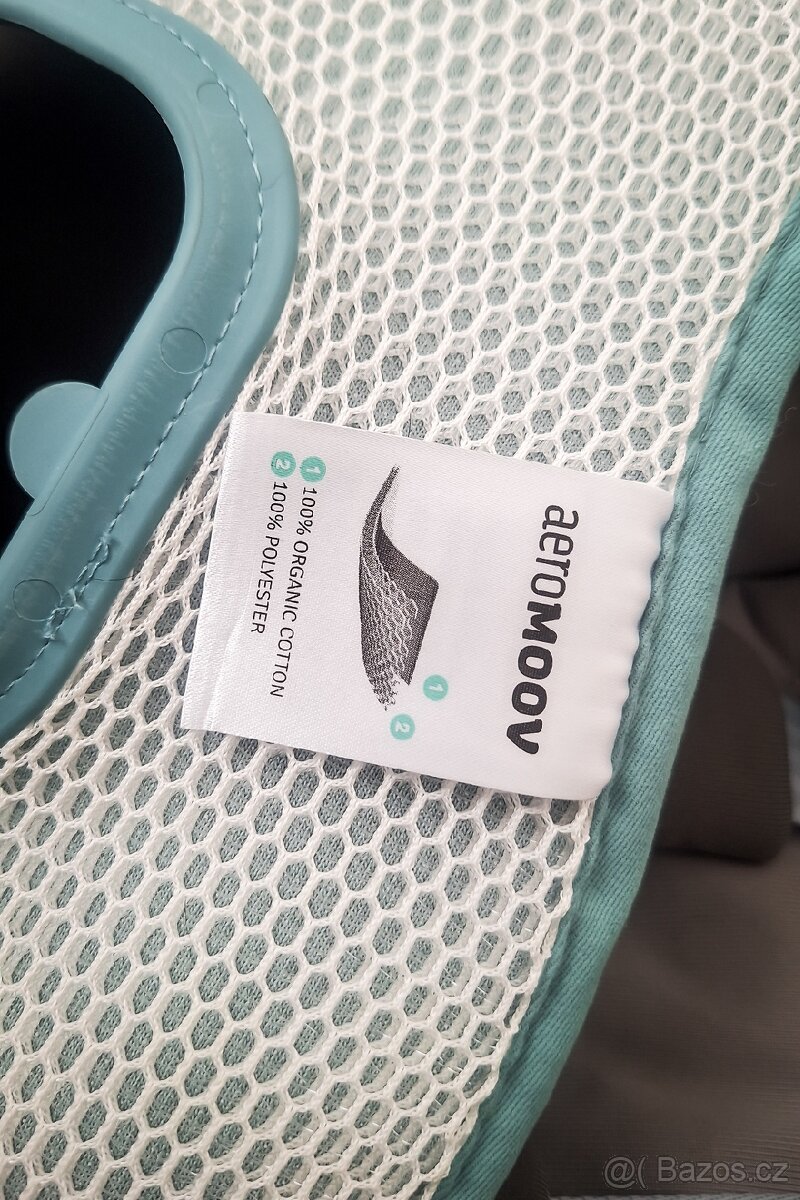 aeroMOOV
1
2
1 100% ORGANIC COTTON
2 100% POLYESTER
@( Bazos.cz